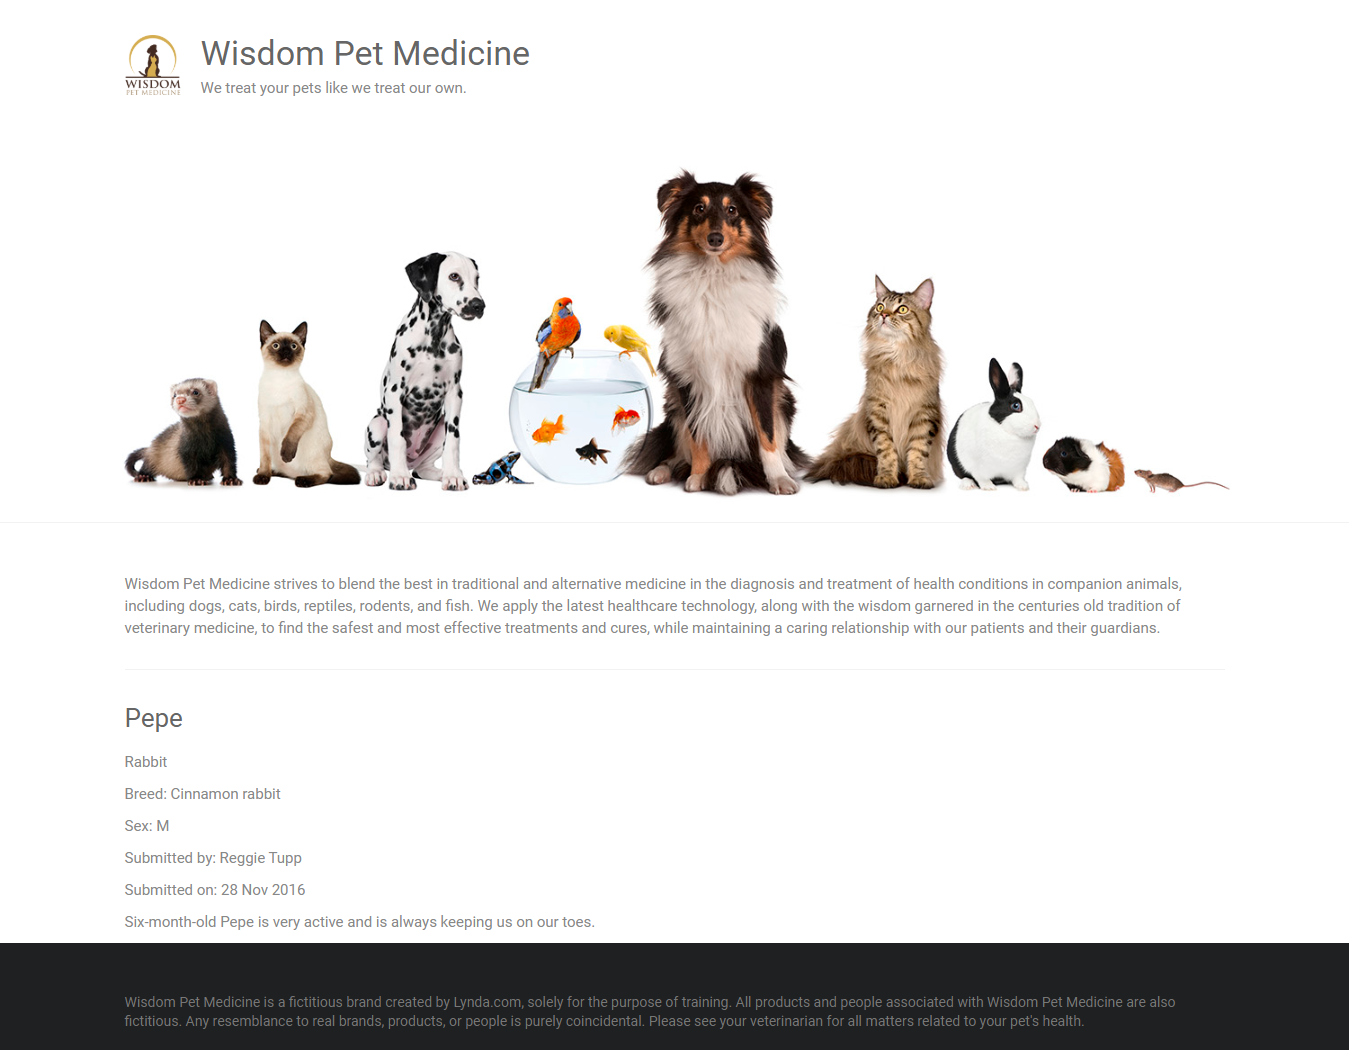 WISDOM
PET MEDICINE
Wisdom Pet Medicine
We treat your pets like we treat our own.
Wisdom Pet Medicine strives to blend the best in traditional and alternative medicine in the diagnosis and treatment of health conditions in companion animals,
including dogs, cats, birds, reptiles, rodents, and fish. We apply the latest healthcare technology, along with the wisdom garnered in the centuries old tradition of
veterinary medicine, to find the safest and most effective treatments and cures, while maintaining a caring relationship with our patients and their guardians.
Pepe
Rabbit
Breed: Cinnamon rabbit
Sex: M
Submitted by: Reggie Tupp
Submitted on: 28 Nov 2016
Six-month-old Pepe is very active and is always keeping us on our toes.
Wisdom Pet Medicine is a fictitious brand created by Lynda.com, solely for the purpose of training. All products and people associated with Wisdom Pet Medicine are also
fictitious. Any resemblance to real brands, products, or people is purely coincidental. Please see your veterinarian for all matters related to your pet's health.